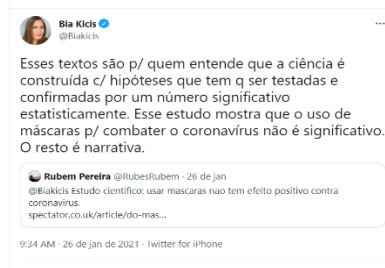 Bia Kicis
@Biakicis
Esses textos são p/ quem entende que a ciência é
construída c/ hipóteses que tem q ser testadas e
confirmadas por um número significativo
estatisticamente. Esse estudo mostra que o uso de
máscaras p/ combater o coronavírus não é significativo.
O resto é narrativa.
Rubem Pereira @RubesRubem · 26 de jan
@Biakicis Estudo cientifico: usar mascaras nao tem efeito positivo contra
coronavirus.
spectator.co.uk/article/do-mas...
9:34 AM · 26 de jan de 2021 · Twitter for iPhone